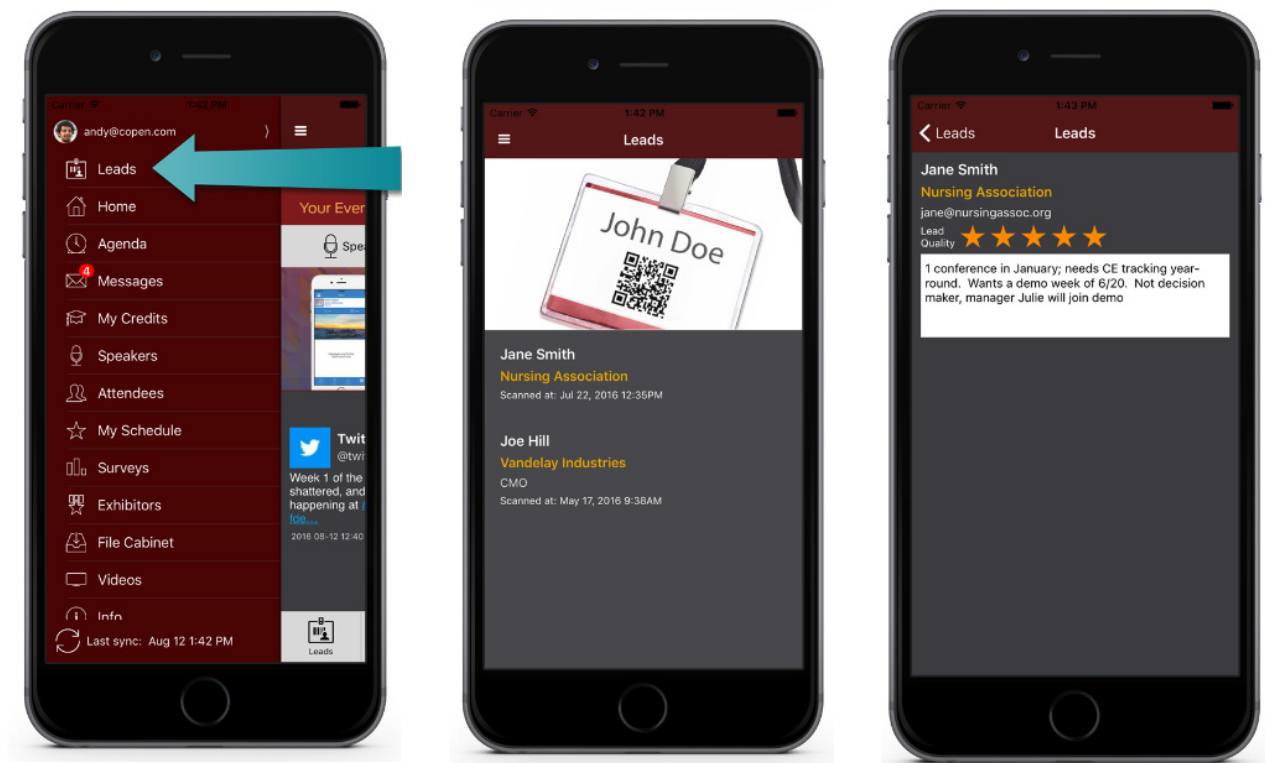 Carrier 1:42 PM
andy@copen.com
Leads
Home
Agenda
4
Messages
My Credits
Speakers
Attendees
My Schedule
Surveys
Exhibitors
File Cabinet
Videos
Info
Last sync: Aug 12 1:42 PM
Your Ever
Spea
Twit
@twi
Week 1 of the
shattered, and
happening at
fde...
2016 08-12 12:40
Leads
Carrier 1:42 PM
Leads
John Doe
Jane Smith
Nursing Association
Scanned at: Jul 22, 2016 12:35PM
Joe Hill
Vandelay Industries
CMO
Scanned at: May 17, 2016 9:38AM
Carrier 1:43 PM
Leads Leads
Jane Smith
Nursing Association
jane@nursingassoc.org
Lead
Quality
1 conference in January; needs CE tracking year-
round. Wants a demo week of 6/20. Not decision
maker, manager Julie will join demo